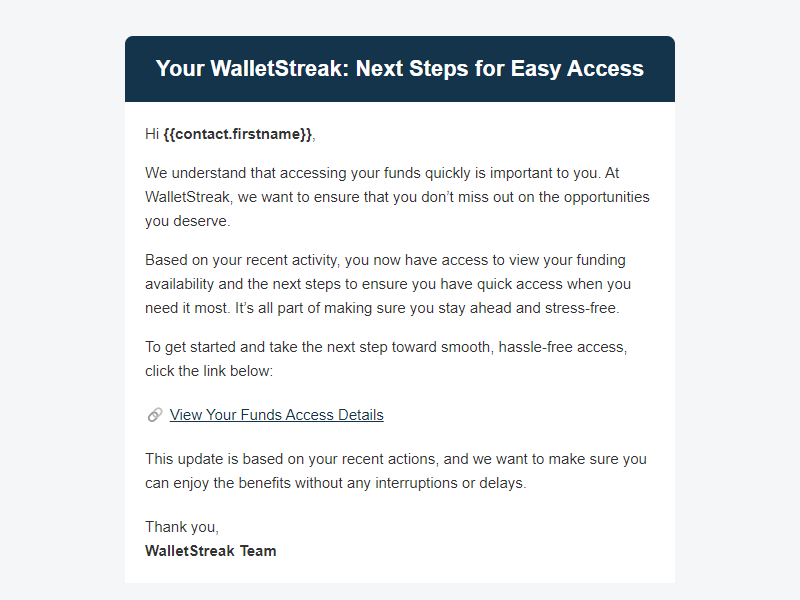 Your WalletStreak: Next Steps for Easy Access
Hi {{contact.firstname}},
We understand that accessing your funds quickly is important to you. At
WalletStreak, we want to ensure that you don’t miss out on the opportunities
you deserve.
Based on your recent activity, you now have access to view your funding
availability and the next steps to ensure you have quick access when you
need it most. It’s all part of making sure you stay ahead and stress-free.
To get started and take the next step toward smooth, hassle-free access,
click the link below:
View Your Funds Access Details
This update is based on your recent actions, and we want to make sure you
can enjoy the benefits without any interruptions or delays.
Thank you,
WalletStreak Team